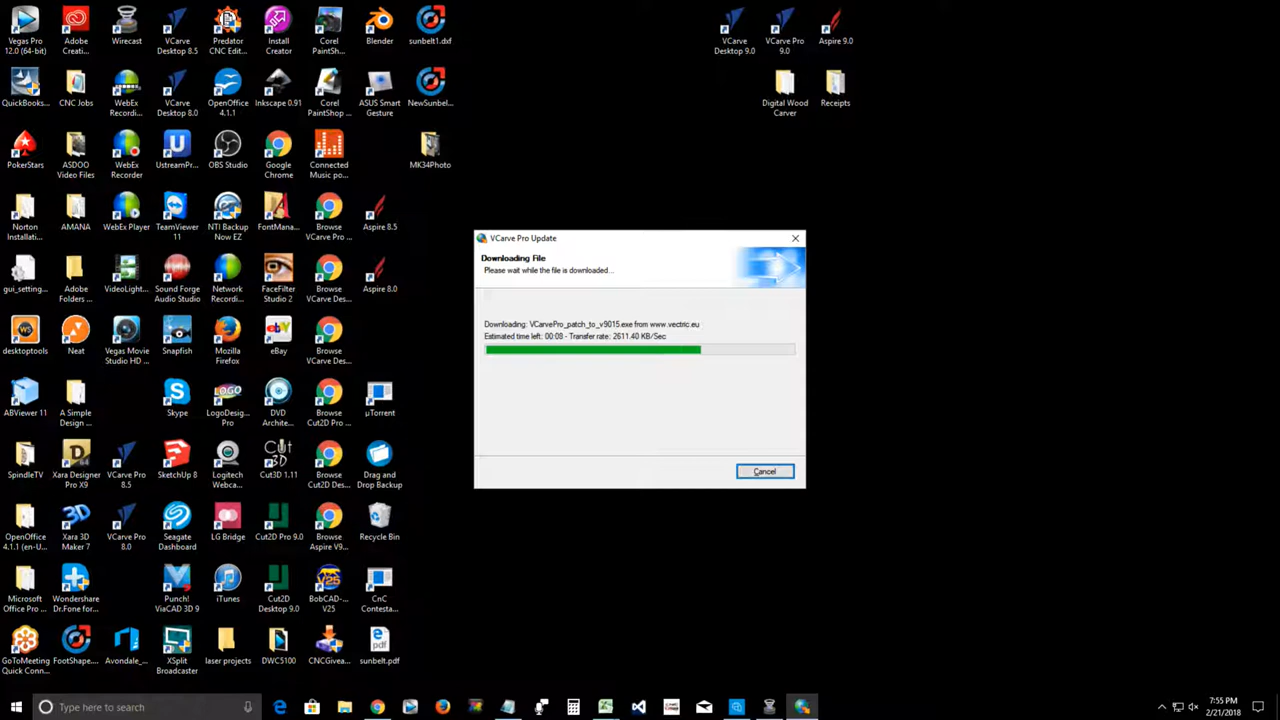 Vegas Pro
12.0 (64-bit)
Adobe
Creati...
Wirecast
VCarve
Desktop 8.5
Predator
CNC Edit...
Install
Creator
Corel
PaintSh...
Blender
sunbelt1.dxf
VCarve
Desktop 9.0
VCarve Pro
9.0
Aspire 9.0
QuickBooks...
CNC Jobs
WebEx
Recordi...
VCarve
Desktop 8.0
OpenOffice
4.1.1
Inkscape 0.91
Corel
PaintShop ...
ASUS Smart
Gesture
NewSunbel...
Digital Wood
Carver
Receipts
PokerStars
ASDOO
Video Files
WebEx
Recorder
UstreamPr...
OBS Studio
Google
Chrome
Connected
Music po...
MK34Photo
Norton
Installati...
AMANA
WebEx Player
TeamViewer
11
NTI Backup
Now EZ
FontMana...
Browse
VCarve Pro ...
Aspire 8.5
gui_setting...
Adobe
Folders ...
VideoLight...
Sound Forge
Audio Studio
Network
Recordi...
FaceFilter
Studio 2
Browse
VCarve Des...
Aspire 8.0
desktoptools
Neat
Vegas Movie
Studio HD ...
Snapfish
Mozilla
Firefox
eBay
Browse
VCarve Des...
ABViewer 11
A Simple
Design ...
Skype
LogoDesig...
Pro
DVD
Archite...
Browse
Cut2D Pro ...
µTorrent
SpindleTV
Xara Designer
Pro X9
VCarve Pro
8.5
SketchUp 8
Logitech
Webca...
Cut3D 1.11
Browse
Cut2D Des...
Drag and
Drop Backup
OpenOffice
4.1.1 (en-U...
Xara 3D
Maker 7
VCarve Pro
8.0
Seagate
Dashboard
LG Bridge
Cut2D Pro 9.0
Browse
Aspire V9...
Recycle Bin
Microsoft
Office Pro ...
Wondershare
Dr.Fone for...
Punch!
ViaCAD 3D 9
iTunes
Cut2D
Desktop 9.0
BobCAD-...
V25
CnC
Contesta...
GoToMeeting
Quick Conn...
FootShape....
Avondale_...
XSplit
Broadcaster
laser projects
DWC5100
CNCGivea...
sunbelt.pdf
VCarve Pro Update
Downloading File
Please wait while the file is downloaded...
Downloading: VCarvePro_patch_to_v9015.exe from www.vectric.eu
Estimated time left: 00:09 - Transfer rate: 2611.40 KB/Sec
Cancel
Type here to search
7:55 PM
2/21/2018